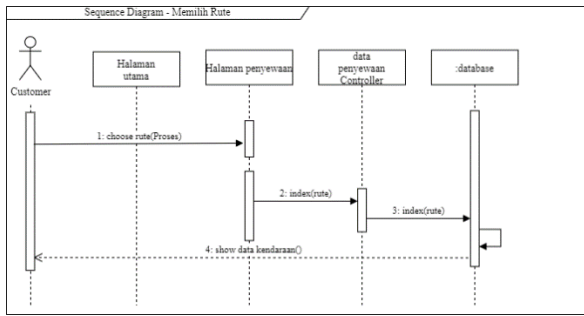 Sequence Diagram - Memilih Rute
Customer
Halaman
utama
Halaman penyewaan
data
penyewaan
Controller
:database
1: choose rute(Proses)
2: index(rute)
3: index(rute)
4: show data kendaraan()